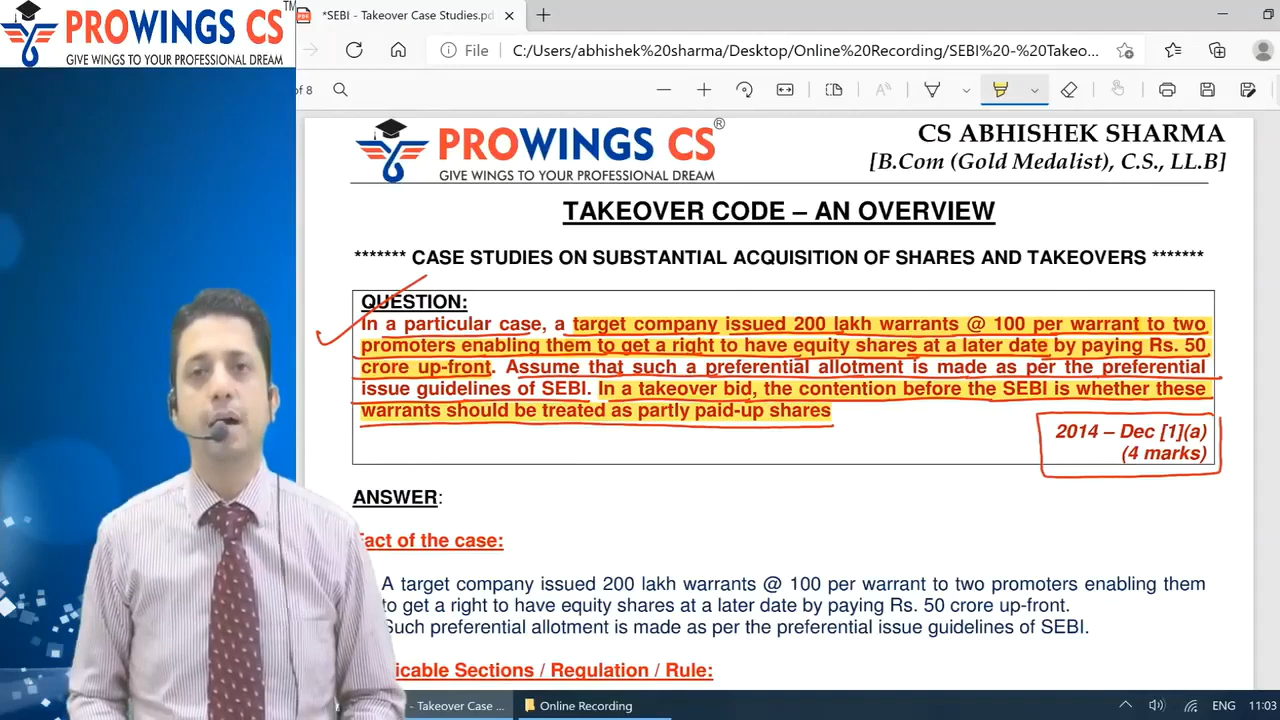 PROWINGS CS TM
GIVE WINGS TO YOUR PROFESSIONAL DREAM
*SEBI - Takeover Case Studies.pd
File C:/Users/abhishek%20sharma/Desktop/Online%20Recording/SEBI%20-%20Takeo...
of 8
PROWINGS CS ®
GIVE WINGS TO YOUR PROFESSIONAL DREAM
CS ABHISHEK SHARMA
[B.Com (Gold Medalist), C.S., LL.B]
TAKEOVER CODE – AN OVERVIEW
******* CASE STUDIES ON SUBSTANTIAL ACQUISITION OF SHARES AND TAKEOVERS *******
QUESTION:
In a particular case, a target company issued 200 lakh warrants @ 100 per warrant to two
promoters enabling them to get a right to have equity shares at a later date by paying Rs. 50
crore up-front. Assume that such a preferential allotment is made as per the preferential
issue guidelines of SEBI. In a takeover bid, the contention before the SEBI is whether these
warrants should be treated as partly paid-up shares
2014 – Dec [1](a)
(4 marks)
ANSWER:
Fact of the case:
A target company issued 200 lakh warrants @ 100 per warrant to two promoters enabling them
to get a right to have equity shares at a later date by paying Rs. 50 crore up-front.
Such preferential allotment is made as per the preferential issue guidelines of SEBI.
licable Sections / Regulation / Rule:
- Takeover Case ...
Online Recording
ENG 11:03